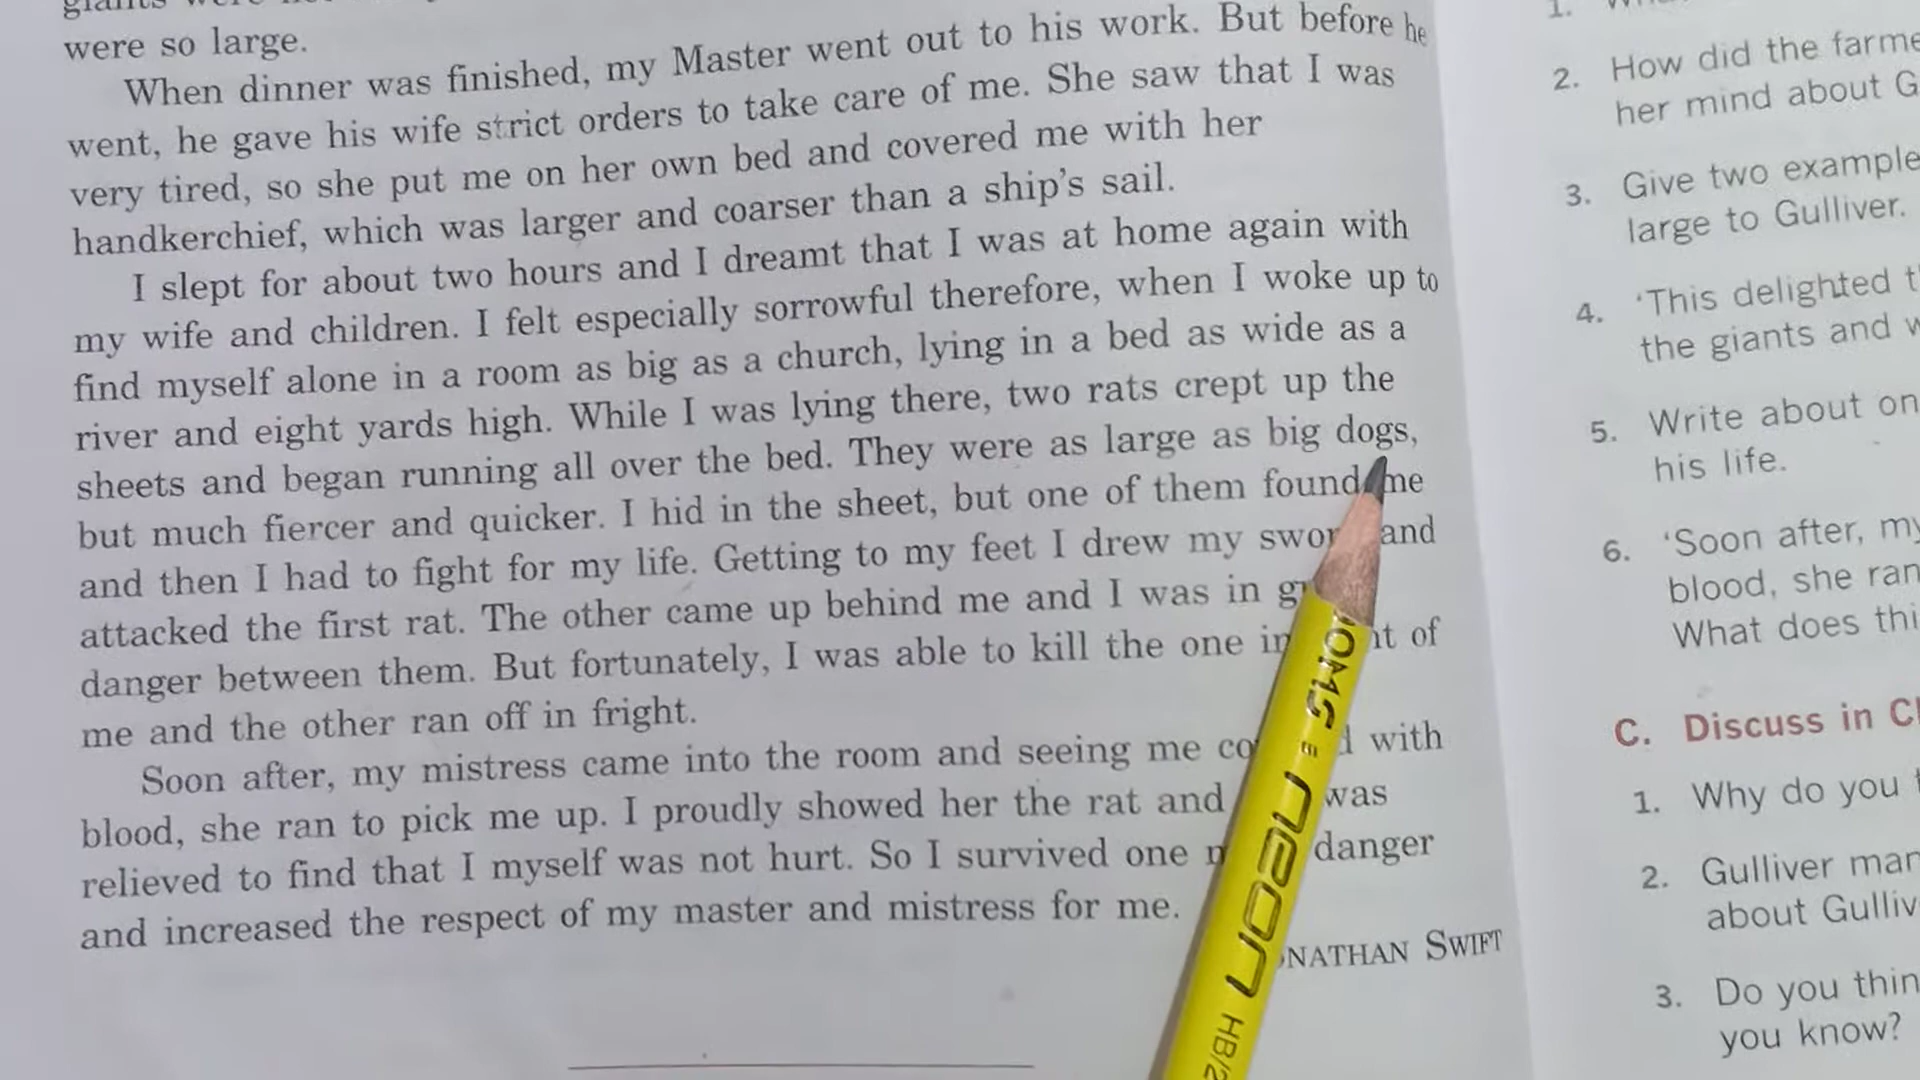 were so large.
When dinner was finished, my Master went out to his work. But before he
went, he gave his wife strict orders to take care of me. She saw that I was
very tired, so she put me on her own bed and covered me with her
handkerchief, which was larger and coarser than a ship's sail.
I slept for about two hours and I dreamt that I was at home again with
my wife and children. I felt especially sorrowful therefore, when I woke up to
find myself alone in a room as big as a church, lying in a bed as wide as a
river and eight yards high. While I was lying there, two rats crept up the
sheets and began running all over the bed. They were as large as big dogs,
but much fiercer and quicker. I hid in the sheet, but one of them found me
and then I had to fight for my life. Getting to my feet I drew my and
attacked the first rat. The other came up behind me and I was in
danger between them. But fortunately, I was able to kill the one of
me and the other ran off in fright.
Soon after, my mistress came into the room and seeing me with
blood, she ran to pick me up. I proudly showed her the rat and was
relieved to find that I myself was not hurt. So I survived one danger
and increased the respect of my master and mistress for me.
SWIFT
1.
2. How did the
her mind about
3. Give two
large to Gulliver.
4. 'This delighted
the giants and
5. Write about
his life.
6. 'Soon after,
blood, she ran
What does
C. Discuss in
1. Why do you
2. Gulliver
about
3. Do you
you know?
DOMS
neon